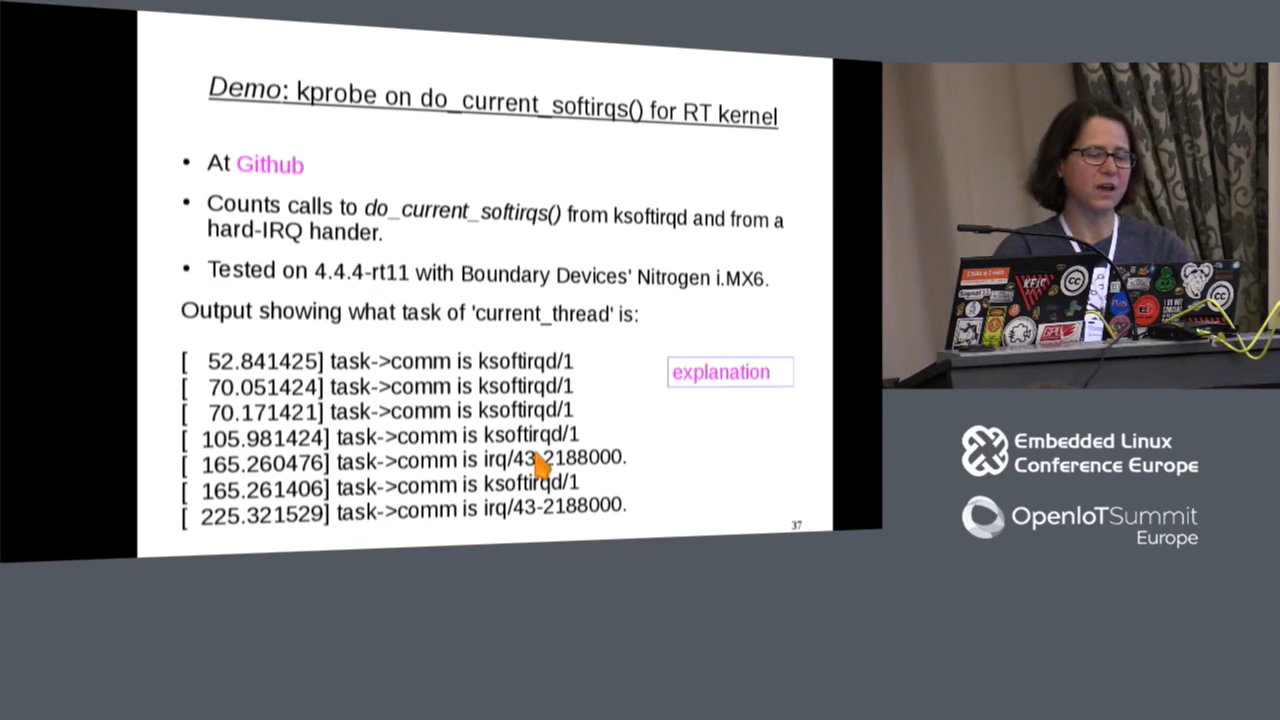 Demo: kprobe on do_current_softirqs() for RT kernel
• At Github
• Counts calls to do_current_softirqs() from ksoftirqd and from a
hard-IRQ hander.
• Tested on 4.4.4-rt11 with Boundary Devices' Nitrogen i.MX6.
Output showing what task of 'current_thread' is:
[ 52.841425] task->comm is ksoftirqd/1
[ 70.051424] task->comm is ksoftirqd/1
[ 70.171421] task->comm is ksoftirqd/1
[ 105.981424] task->comm is ksoftirqd/1
[ 165.260476] task->comm is irq/43-2188000.
[ 165.261406] task->comm is ksoftirqd/1
[ 225.321529] task->comm is irq/43-2188000.
explanation
37
Embedded Linux
Conference Europe
OpenIoTSummit
Europe